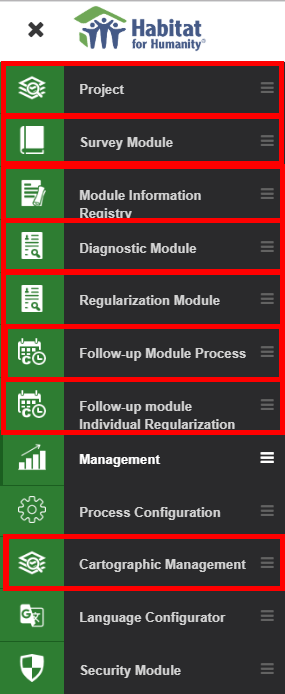 Habitat
for Humanity®
Project
Survey Module
Module Information
Registry
Diagnostic Module
Regularization Module
Follow-up Module Process
Follow-up module
Individual Regularization
Management
Process Configuration
Cartographic Management
Language Configurator
Security Module